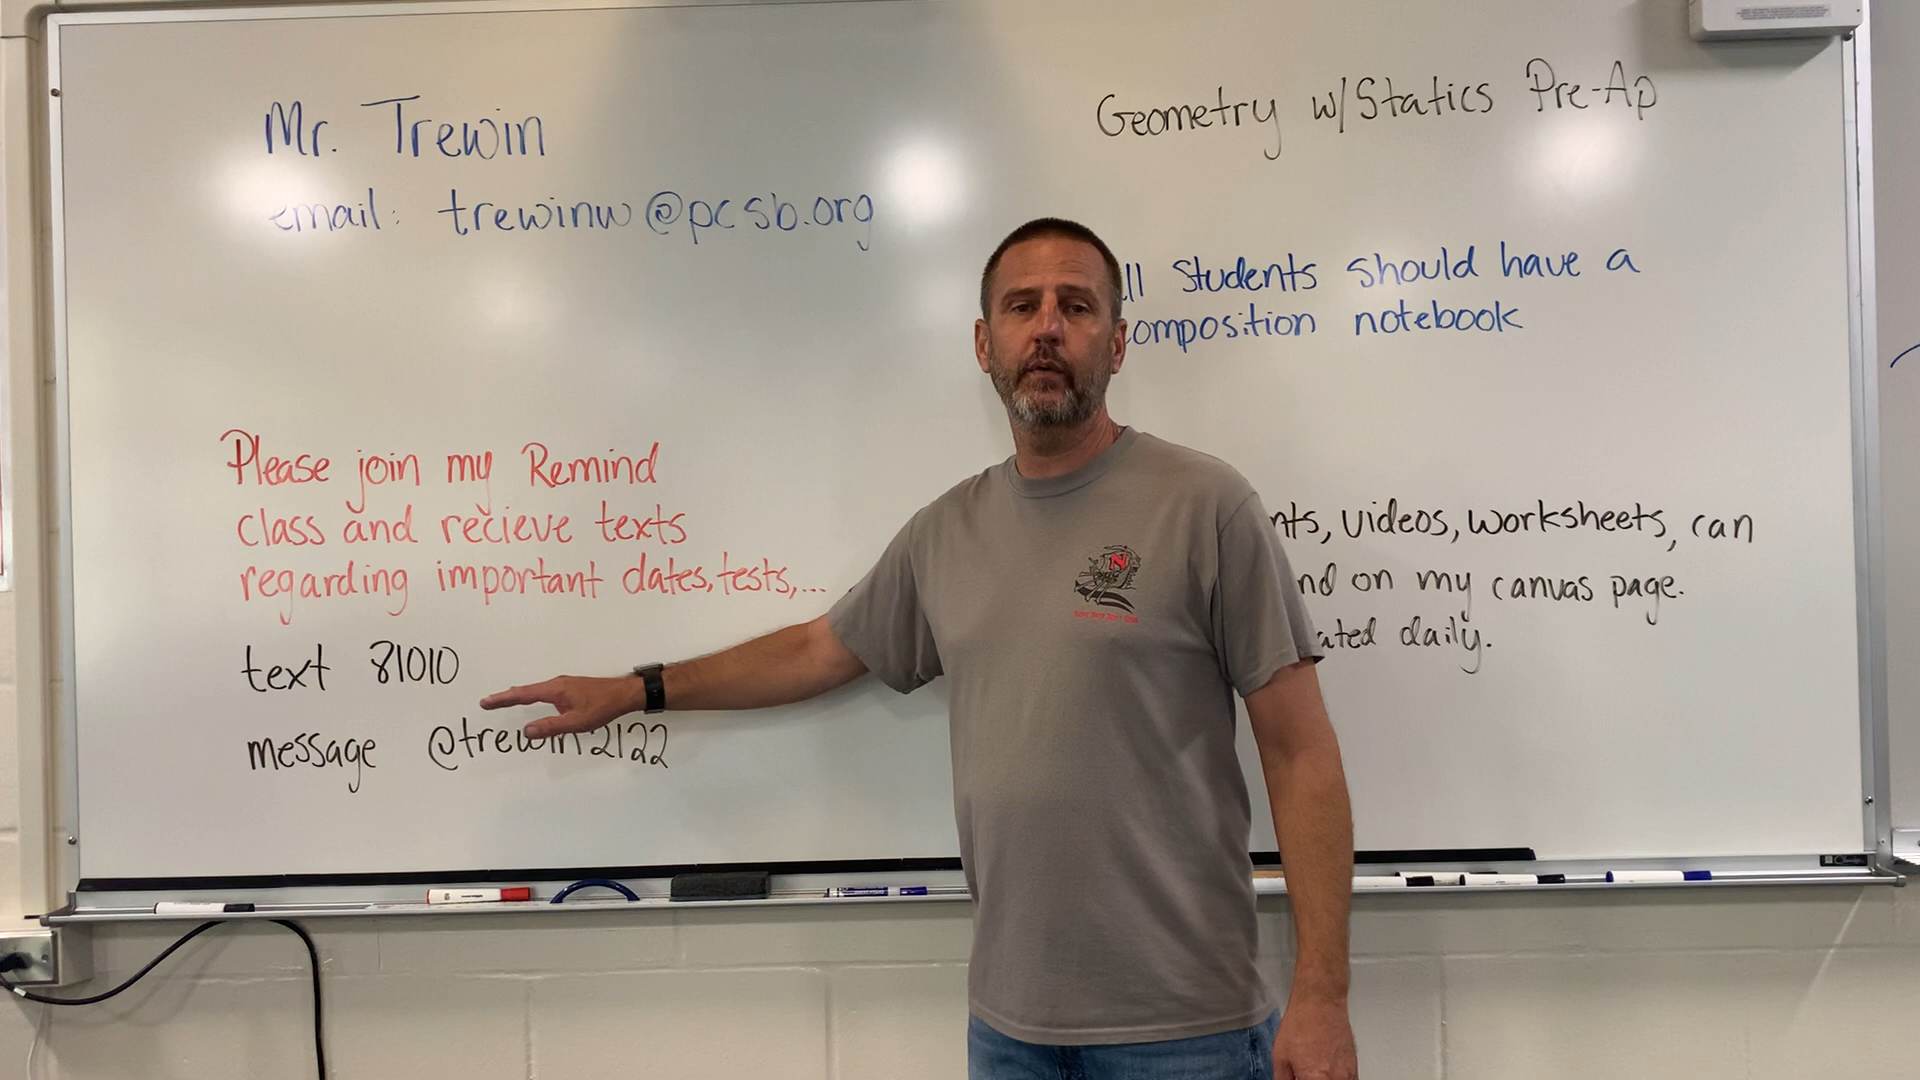 Mr. Trewin
email: trewinw@pcsb.org
Please join my Remind
class and recieve texts
regarding important dates, tests,...
text 81010
message @trewin2122
Geometry w/Statics Pre-Ap
ll Students should have a
omposition notebook
nts, videos, worksheets, can
nd on my canvas page.
ated daily.
N